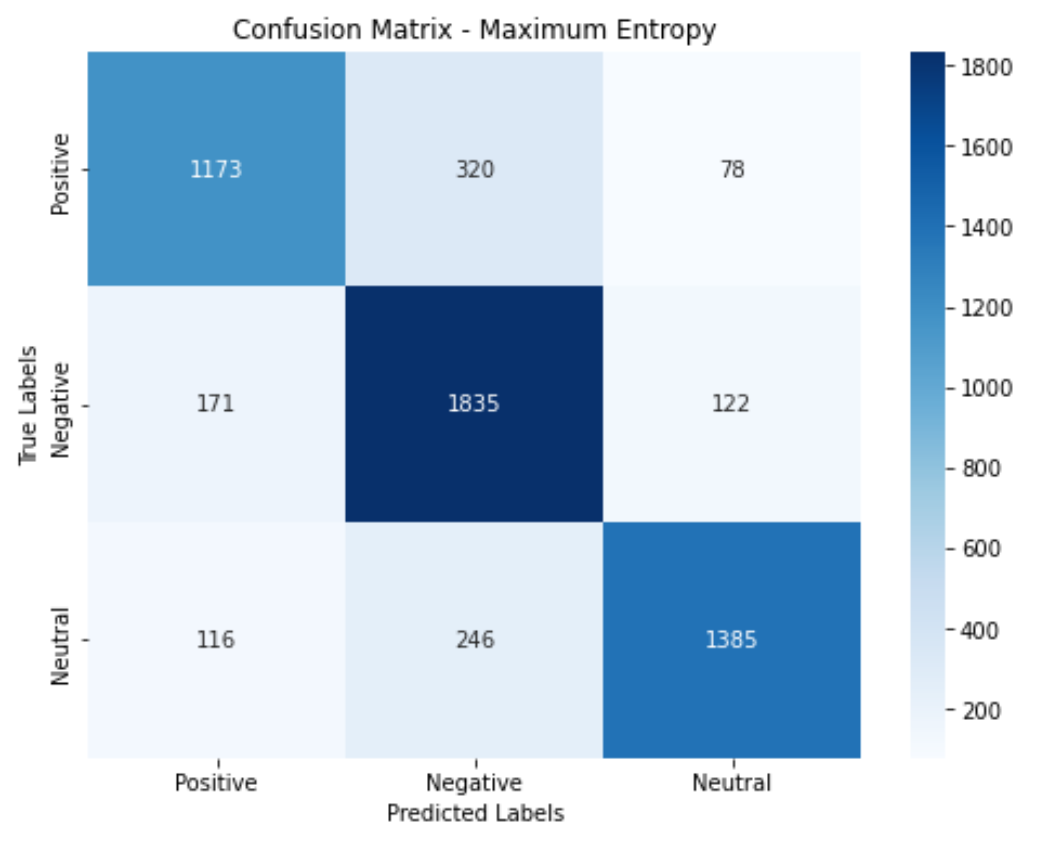 Confusion Matrix - Maximum Entropy
Positive 1173 320 78
Negative 171 1835 122
Neutral 116 246 1385
True Labels
Positive Negative Neutral
Predicted Labels
1800
1600
1400
1200
1000
800
600
400
200